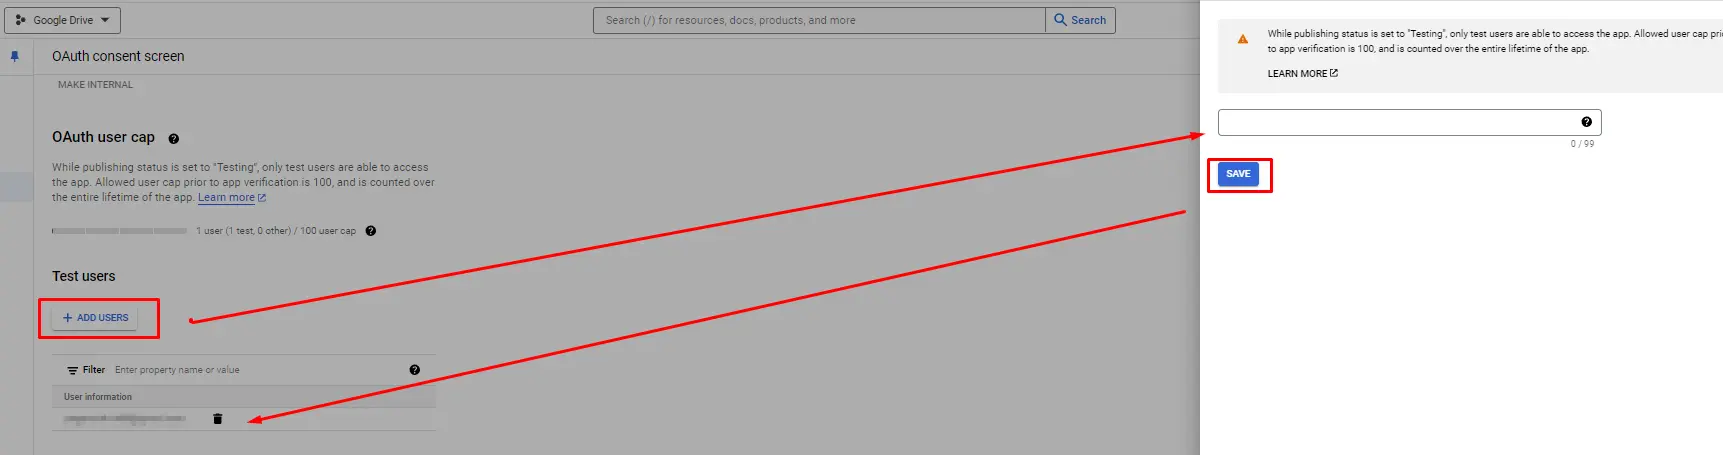 Google Drive
Search (/) for resources, docs, products, and more
Search
OAuth consent screen
MAKE INTERNAL
OAuth user cap
While publishing status is set to "Testing", only test users are able to access
the app. Allowed user cap prior to app verification is 100, and is counted over
the entire lifetime of the app. Learn more
1 user (1 test, 0 other) / 100 user cap
Test users
+ ADD USERS
Filter Enter property name or value
User information
While publishing status is set to "Testing", only test users are able to access the app. Allowed user cap
to app verification is 100, and is counted over the entire lifetime of the app.
LEARN MORE
0 / 99
SAVE